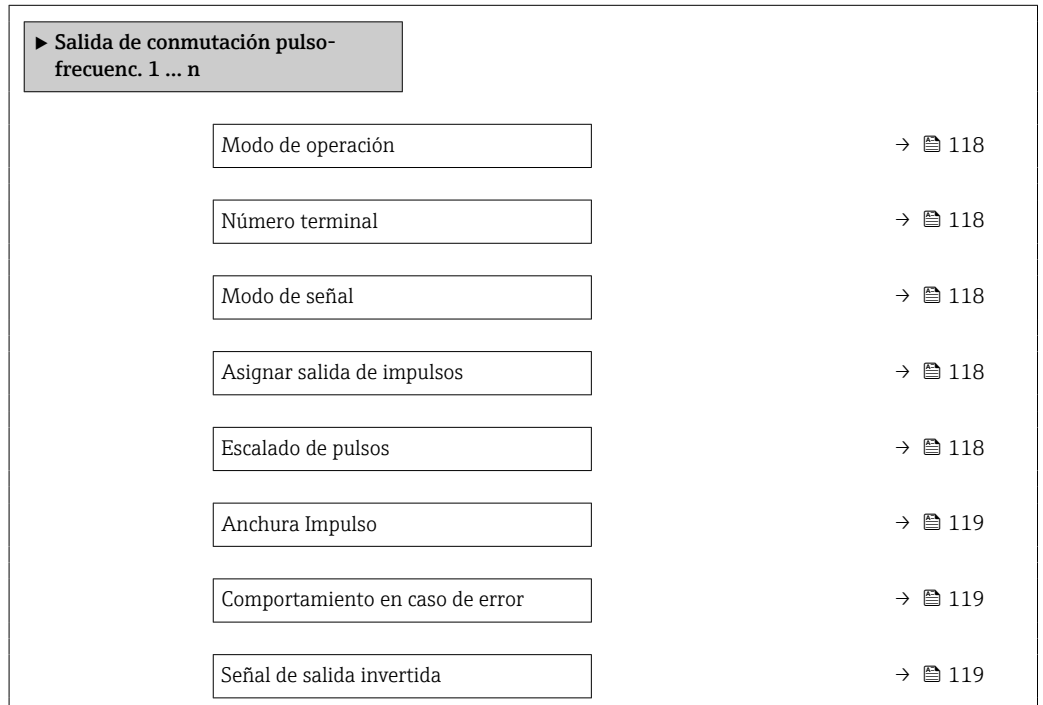 ▶ Salida de conmutación pulso-
frecuenc. 1 ... n
Modo de operación → 118
Número terminal → 118
Modo de señal → 118
Asignar salida de impulsos → 118
Escalado de pulsos → 118
Anchura Impulso → 119
Comportamiento en caso de error → 119
Señal de salida invertida → 119